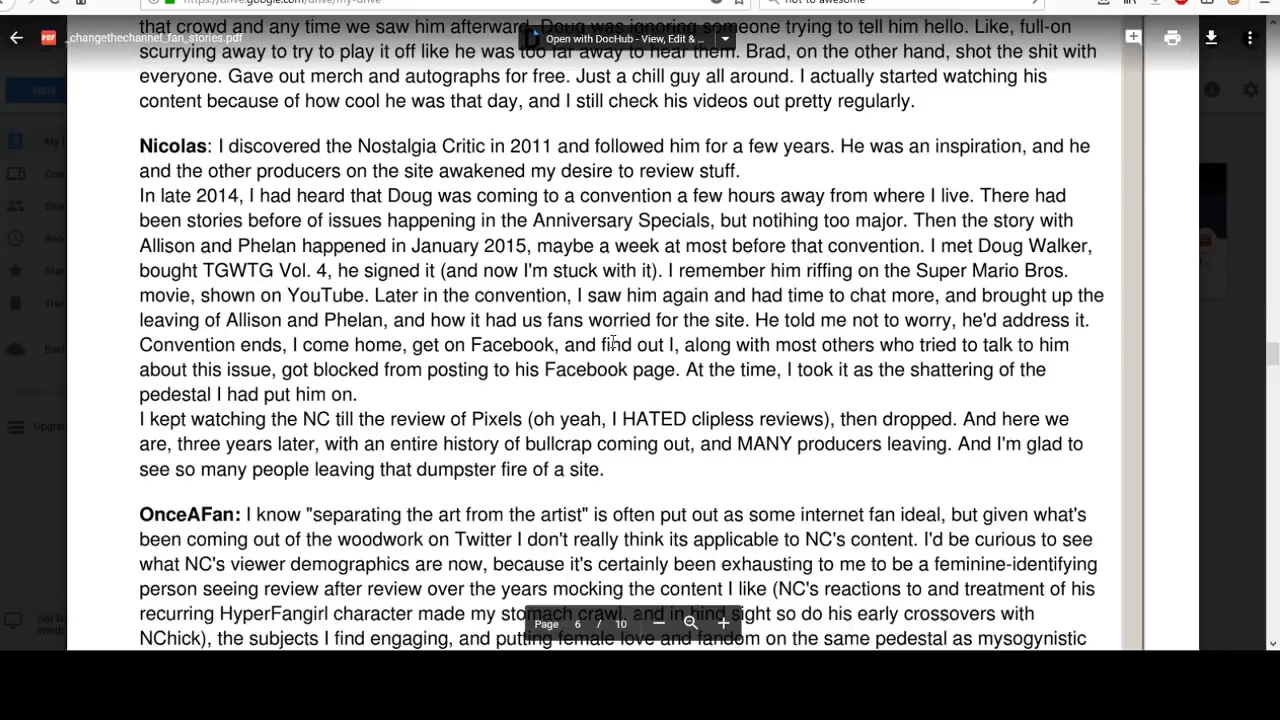 https://drive.google.com/drive/my-drive
not to awesome
that crowd and any time we saw him afterward, Doug was ignoring someone trying to tell him hello. Like, full-on
_changethechannel_fan_stories.pdf
Open with DocHub - View, Edit & ...
scurrying away to try to play it off like he was too far away to hear them. Brad, on the other hand, shot the shit with
everyone. Gave out merch and autographs for free. Just a chill guy all around. I actually started watching his
content because of how cool he was that day, and I still check his videos out pretty regularly.
NEW
Nicolas: I discovered the Nostalgia Critic in 2011 and followed him for a few years. He was an inspiration, and he
and the other producers on the site awakened my desire to review stuff.
In late 2014, I had heard that Doug was coming to a convention a few hours away from where I live. There had
been stories before of issues happening in the Anniversary Specials, but notihing too major. Then the story with
Allison and Phelan happened in January 2015, maybe a week at most before that convention. I met Doug Walker,
bought TGWTG Vol. 4, he signed it (and now I'm stuck with it). I remember him riffing on the Super Mario Bros.
movie, shown on YouTube. Later in the convention, I saw him again and had time to chat more, and brought up the
leaving of Allison and Phelan, and how it had us fans worried for the site. He told me not to worry, he'd address it.
Convention ends, I come home, get on Facebook, and find out I, along with most others who tried to talk to him
about this issue, got blocked from posting to his Facebook page. At the time, I took it as the shattering of the
pedestal I had put him on.
I kept watching the NC till the review of Pixels (oh yeah, I HATED clipless reviews), then dropped. And here we
are, three years later, with an entire history of bullcrap coming out, and MANY producers leaving. And I'm glad to
see so many people leaving that dumpster fire of a site.
OnceAFan: I know "separating the art from the artist" is often put out as some internet fan ideal, but given what's
been coming out of the woodwork on Twitter I don't really think its applicable to NC's content. I'd be curious to see
what NC's viewer demographics are now, because it's certainly been exhausting to me to be a feminine-identifying
person seeing review after review over the years mocking the content I like (NC's reactions to and treatment of his
recurring HyperFangirl character made my stomach crawl, and in hind sight so do his early crossovers with
NChick), the subjects I find engaging, and putting female love and fandom on the same pedestal as mysogynistic
Page 6 / 10